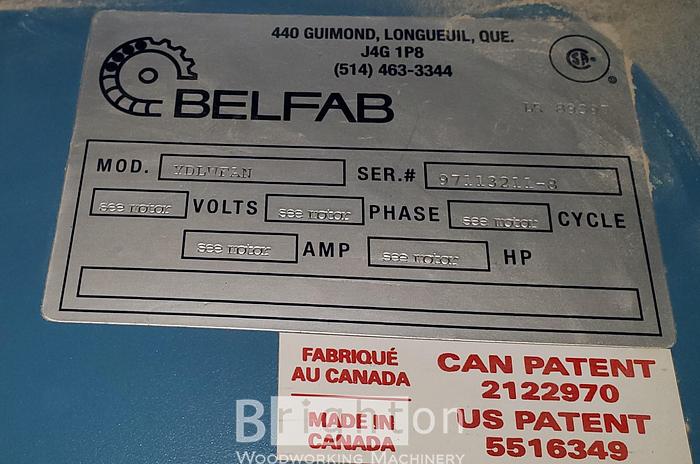 440 GUIMOND, LONGUEUIL, QUE.
J4G 1P8
(514) 463-3344
BELFAB
MOD. SER.# 97113211-8
see motor VOLTS see motor PHASE see motor CYCLE
see motor AMP see motor HP
FABRIQUÉ
AU CANADA
MADE IN
CANADA
CAN PATENT
2122970
US PATENT
5516349
Brighton
WOODWORKING MACHINERY